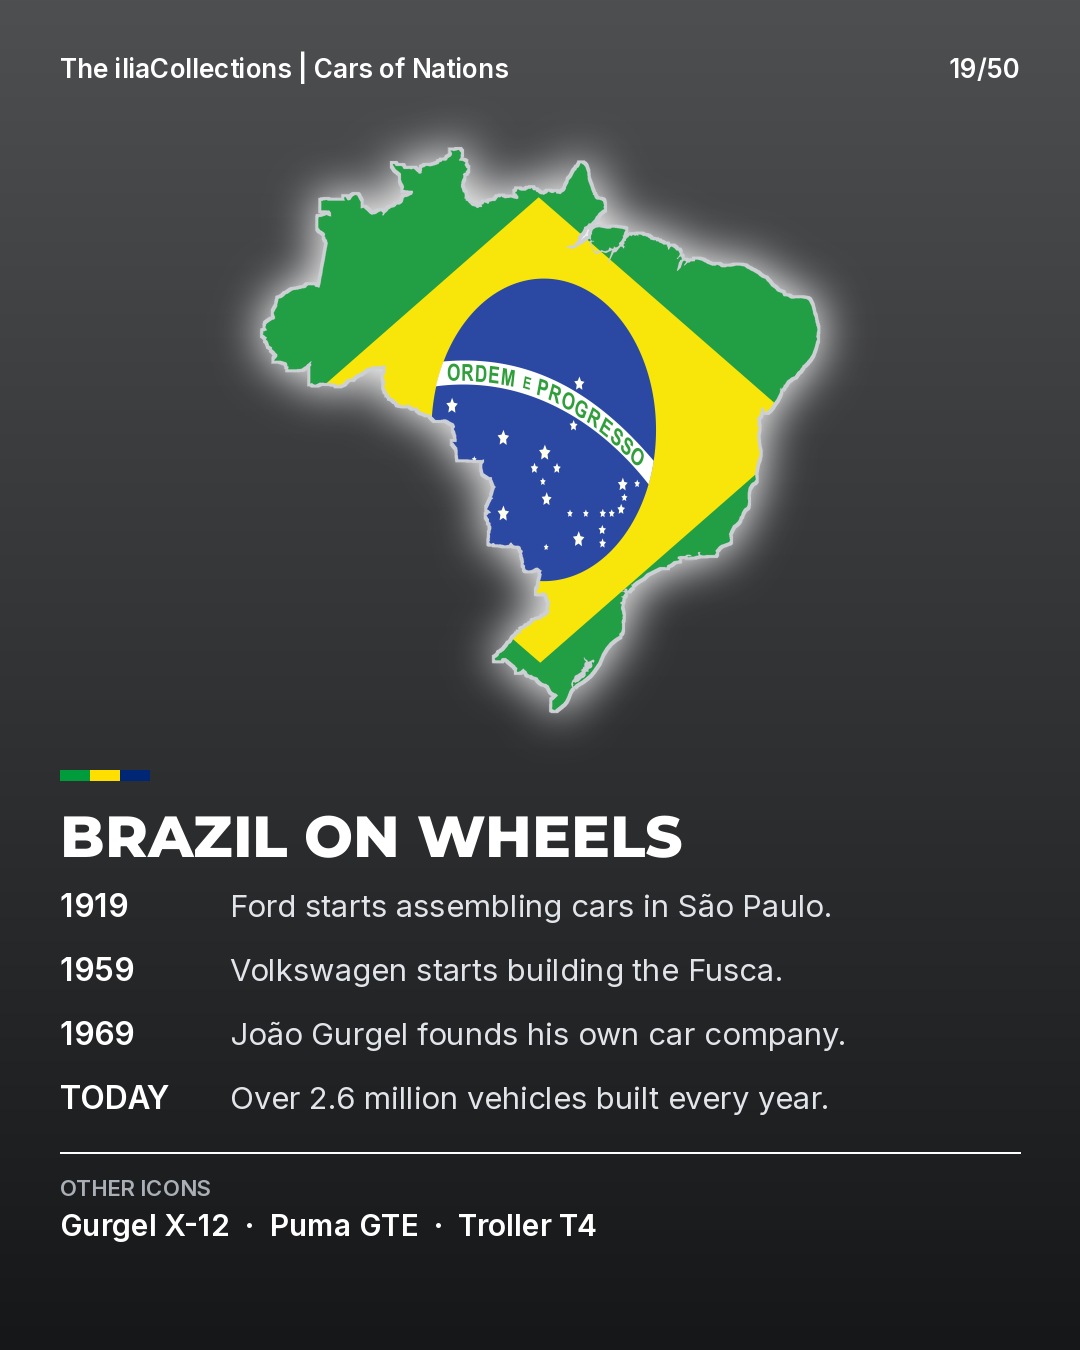 The iliaCollections | Cars of Nations
19/50
ORDEM E PROGRESSO
BRAZIL ON WHEELS
1919 Ford starts assembling cars in São Paulo.
1959 Volkswagen starts building the Fusca.
1969 João Gurgel founds his own car company.
TODAY Over 2.6 million vehicles built every year.
OTHER ICONS
Gurgel X-12 · Puma GTE · Troller T4